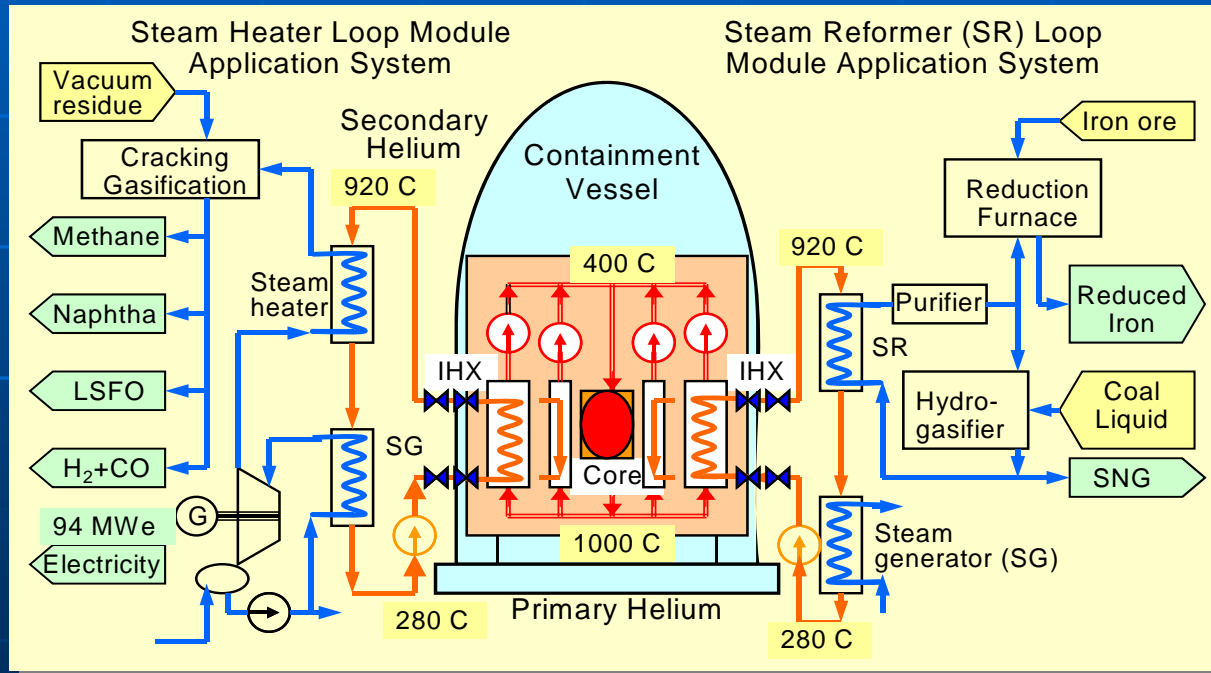 Steam Heater Loop Module
Application System
Steam Reformer (SR) Loop
Module Application System
Vacuum
residue
Cracking
Gasification
Methane
Naphtha
LSFO
H₂+CO
94 MWe
Electricity
G
Steam
heater
SG
Secondary
Helium
920 C
280 C
Containment
Vessel
400 C
IHX
IHX
Core
1000 C
Primary Helium
920 C
SR
Purifier
Iron ore
Reduction
Furnace
Reduced
Iron
Hydro-
gasifier
Coal
Liquid
SNG
Steam
generator (SG)
280 C